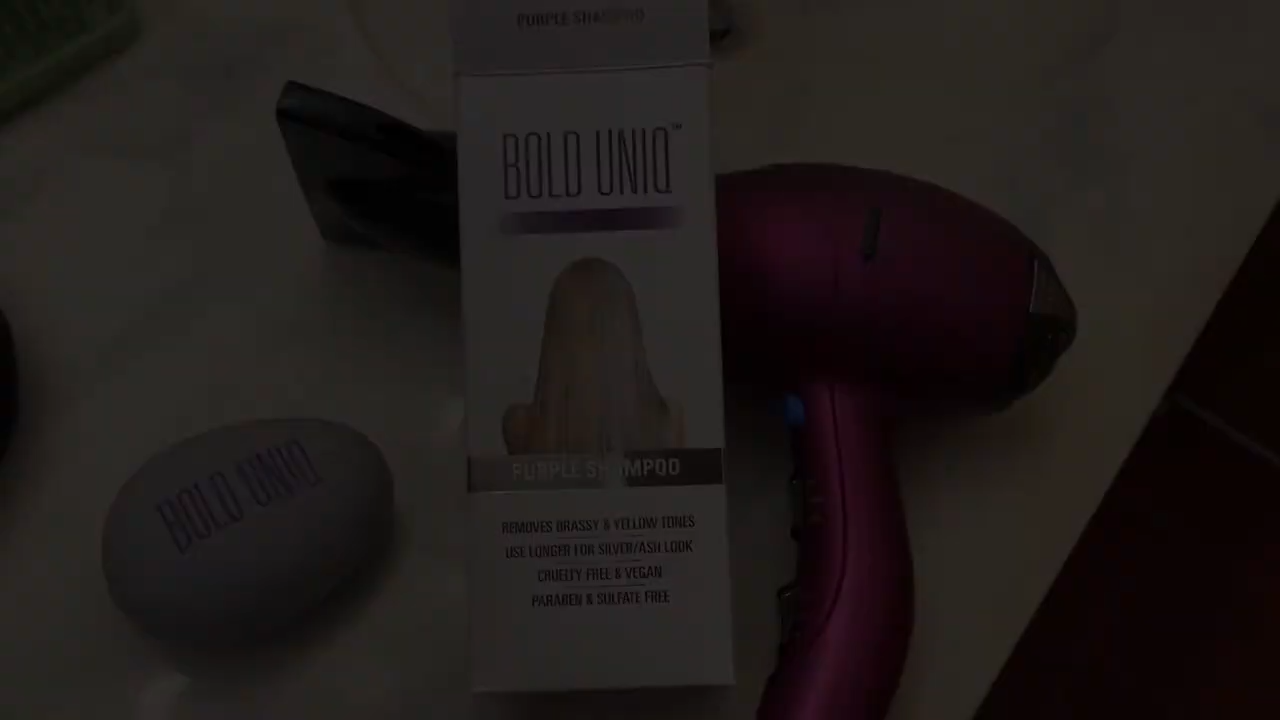 PURPLE SHAMPOO
BOLD UNIQ™
PURPLE SHAMPOO
REMOVES BRASSY & YELLOW TONES
USE LONGER FOR SILVER/ASH LOOK
CRUELTY FREE & VEGAN
PARABEN & SULFATE FREE
BOLD UNIQ